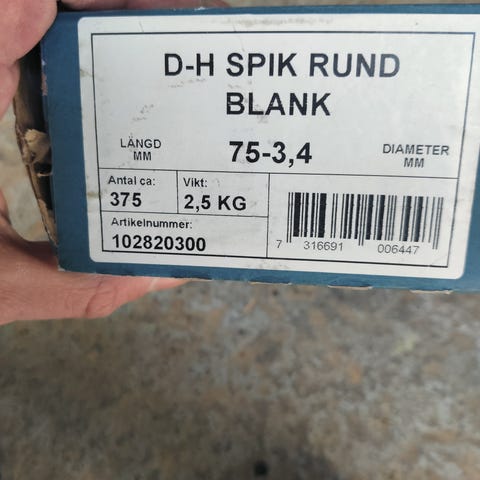 D-H SPIK RUND
BLANK
LÄNGD
MM
75-3,4
DIAMETER
MM
Antal ca:
375
Vikt:
2,5 KG
Artikelnummer:
102820300
7 316691 006447